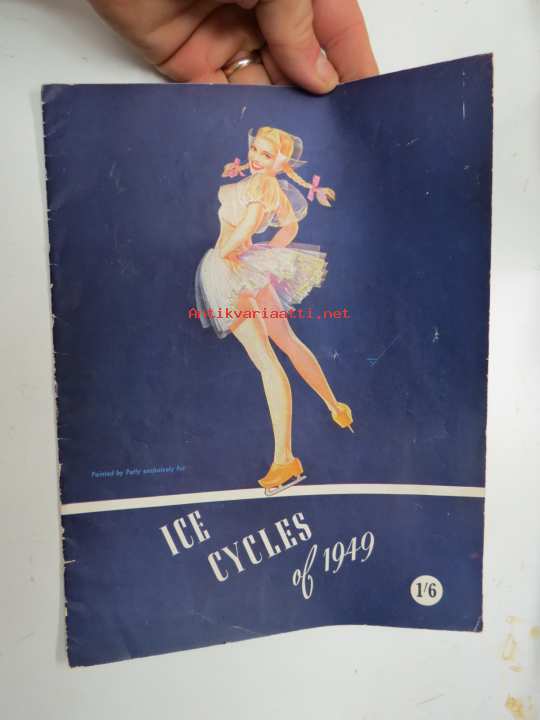 Antikvariaatti.net
Painted by Petty exclusively for
ICE
CYCLES
of 1949
1/6